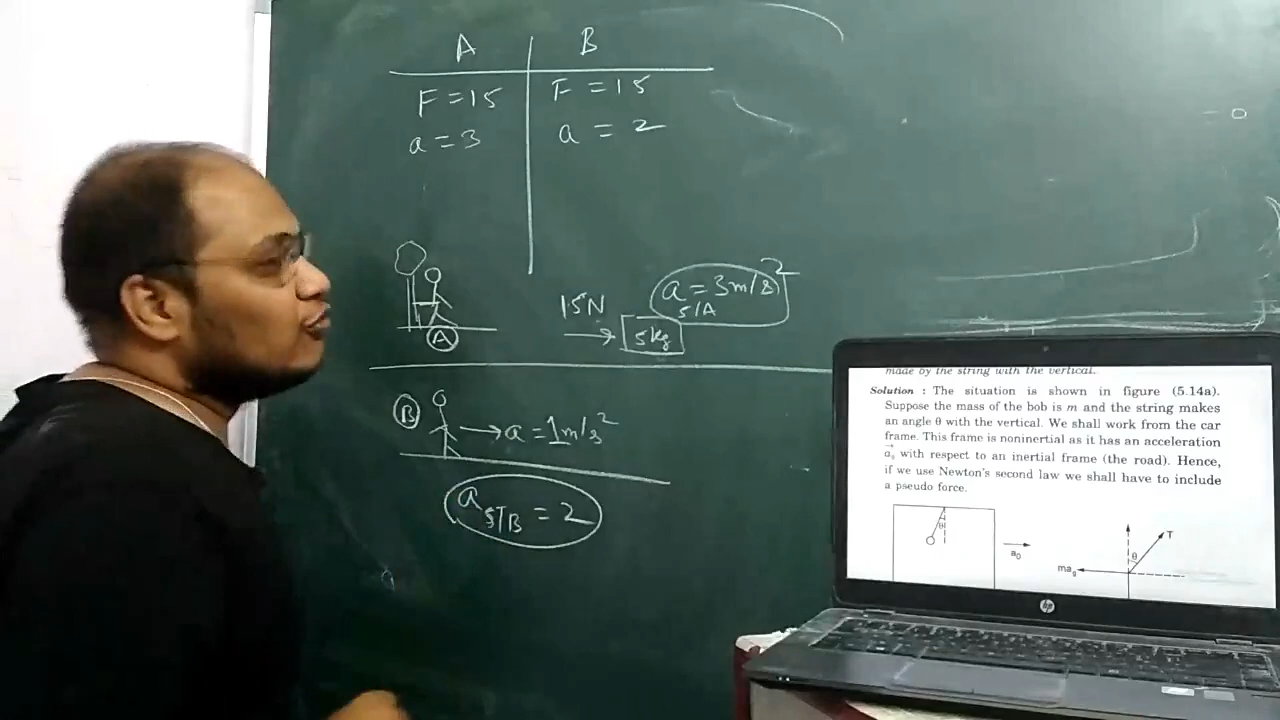 A B
F = 15 F = 15
a = 3 a = 2
15N
5kg
a = 3m/s²
5/A
A
B
a = 1m/s²
a 5/B = 2
made by the string with the vertical.
Solution : The situation is shown in figure (5.14a).
Suppose the mass of the bob is m and the string makes
an angle θ with the vertical. We shall work from the car
frame. This frame is noninertial as it has an acceleration
a⃗₀ with respect to an inertial frame (the road). Hence,
if we use Newton's second law we shall have to include
a pseudo force.
θ
a₀
θ
T
ma₀
hp